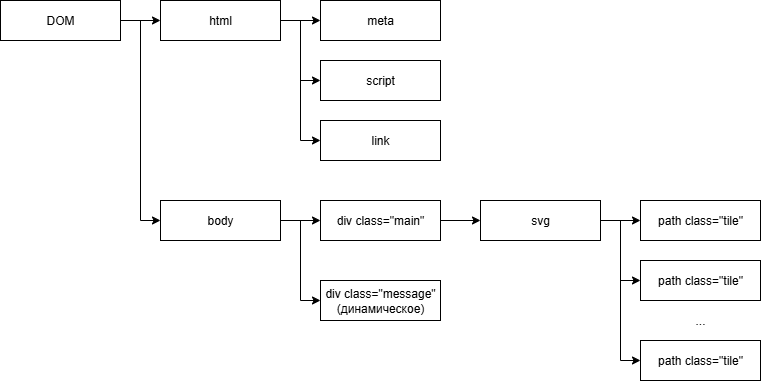 DOM
html
meta
script
link
body
div class="main"
svg
path class="tile"
div class="message"
(динамическое)
path class="tile"
...
path class="tile"